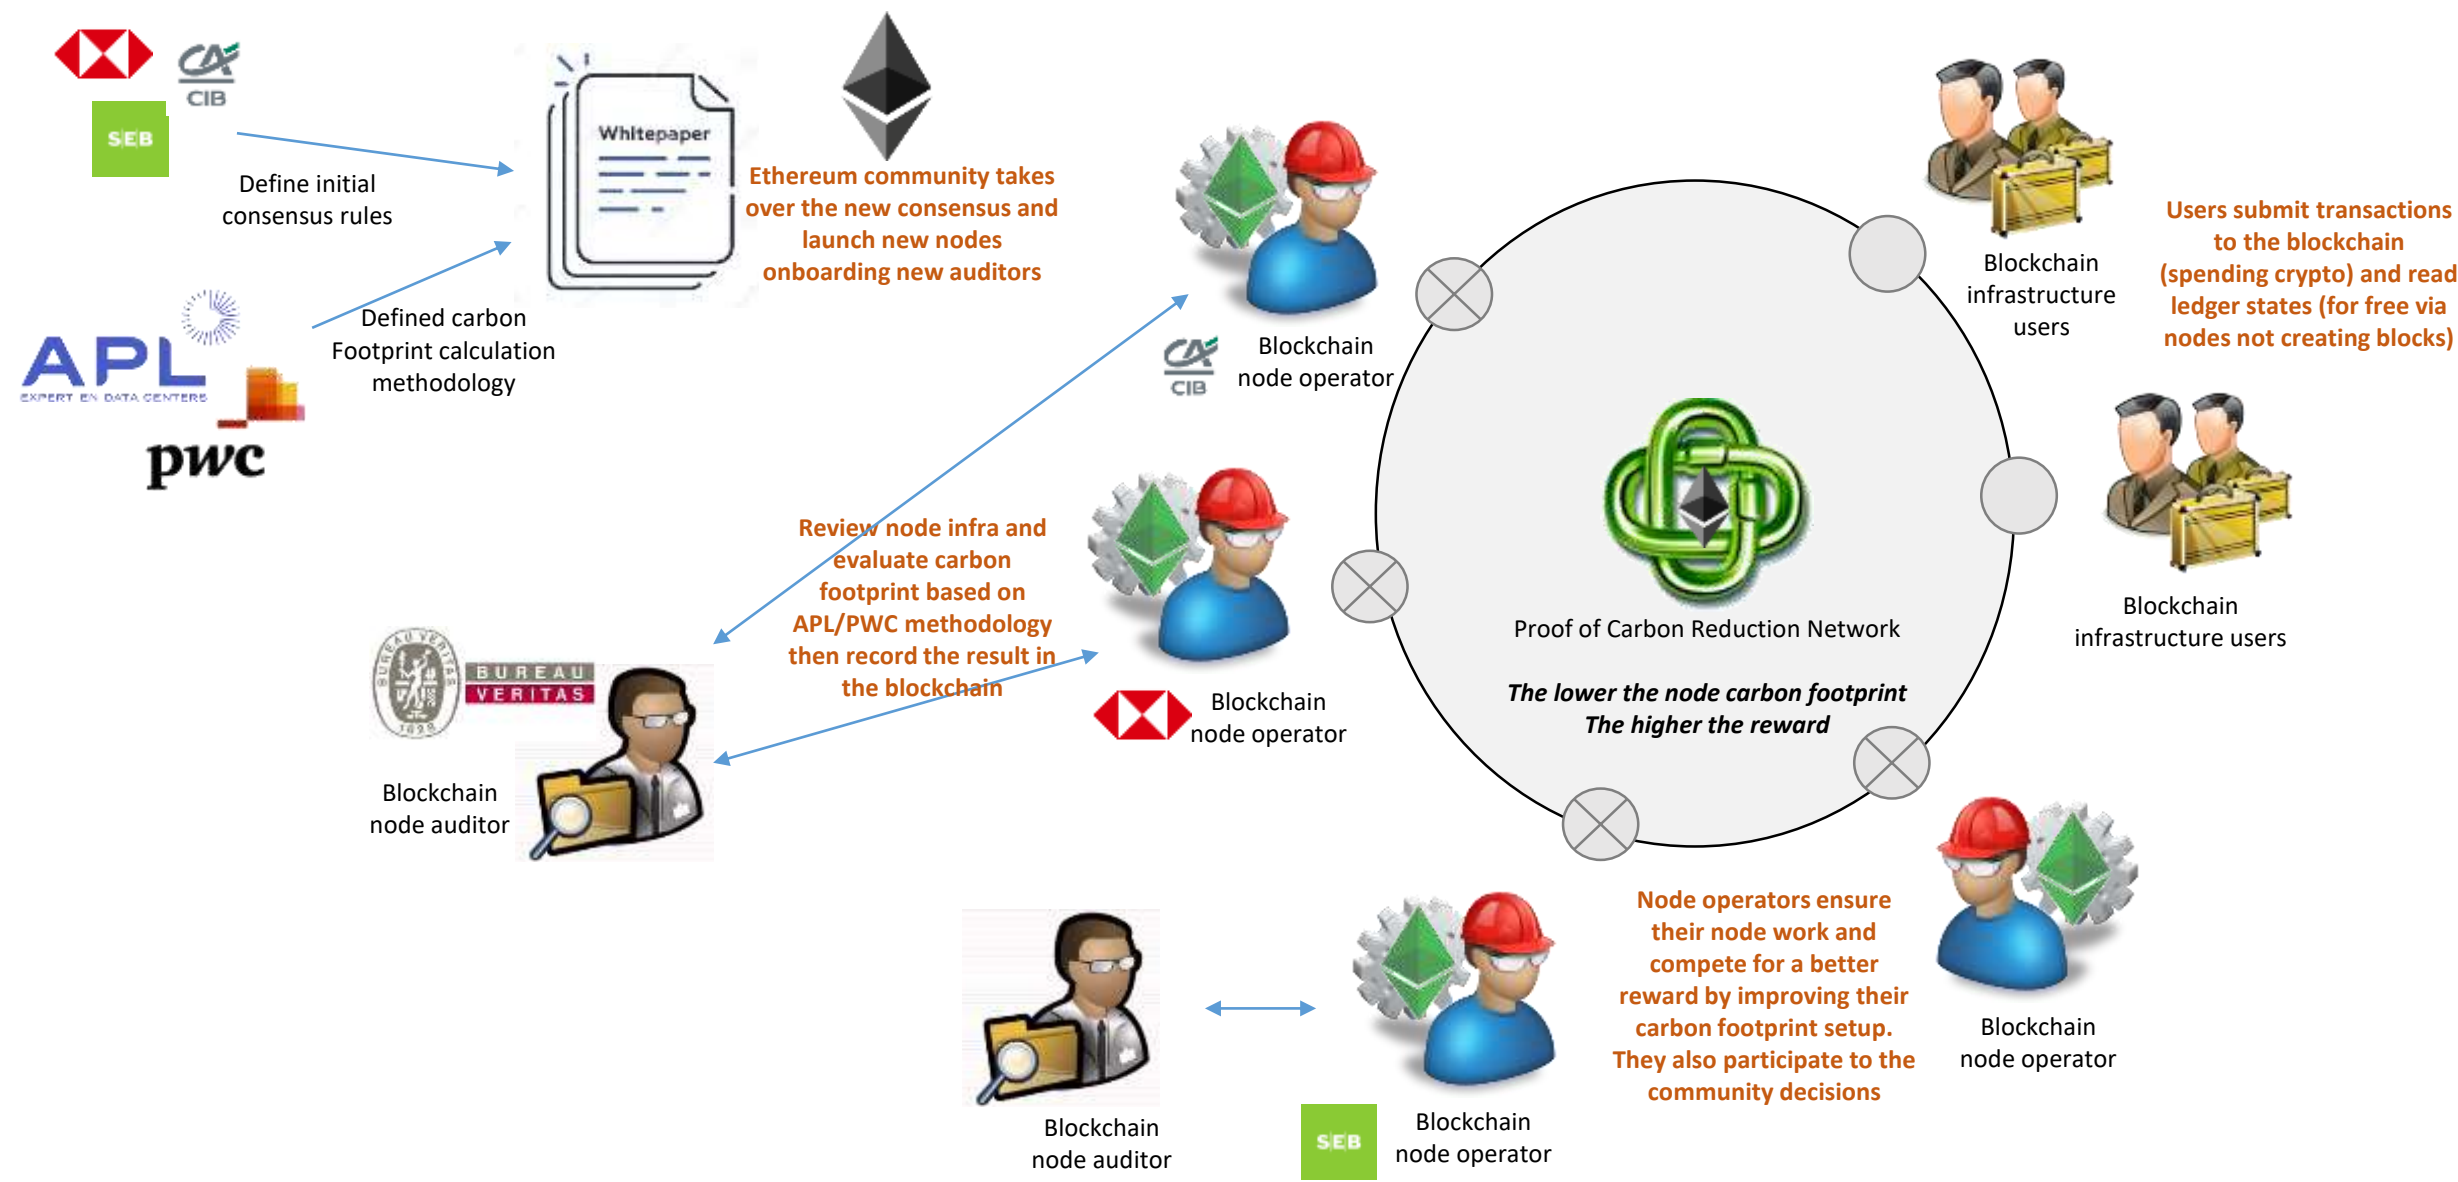 CIB
SEB
Define initial
consensus rules
Whitepaper
Ethereum community takes
over the new consensus and
launch new nodes
onboarding new auditors
APL
EXPERT EN DATA CENTERS
pwc
Defined carbon
Footprint calculation
methodology
CIB
Blockchain
node operator
Blockchain
infrastructure
users
Users submit transactions
to the blockchain
(spending crypto) and read
ledger states (for free via
nodes not creating blocks)
Blockchain
infrastructure users
Review node infra and
evaluate carbon
footprint based on
APL/PWC methodology
then record the result in
the blockchain
BUREAU VERITAS
1828
BUREAU
VERITAS
Blockchain
node auditor
Blockchain
node operator
Proof of Carbon Reduction Network
The lower the node carbon footprint
The higher the reward
Blockchain
node auditor
SEB
Blockchain
node operator
Node operators ensure
their node work and
compete for a better
reward by improving their
carbon footprint setup.
They also participate to the
community decisions
Blockchain
node operator